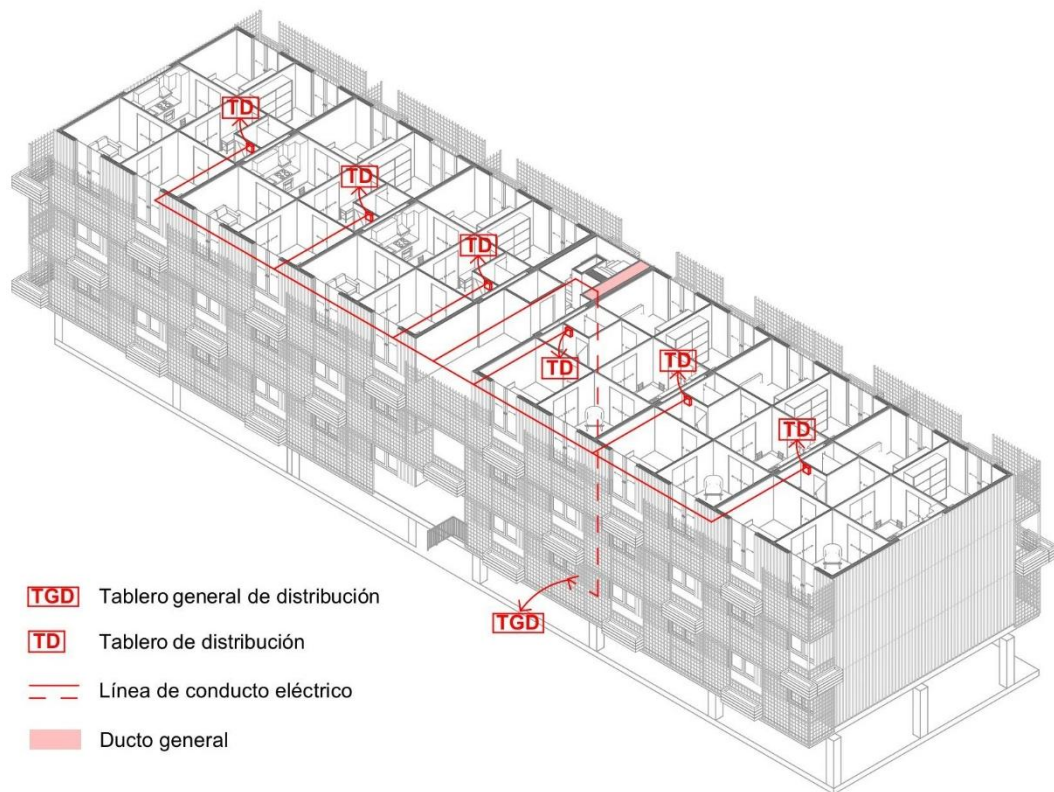 TD
TD
TD
TD
TD
TD
TGD
TGD Tablero general de distribución
TD Tablero de distribución
Línea de conducto eléctrico
Ducto general